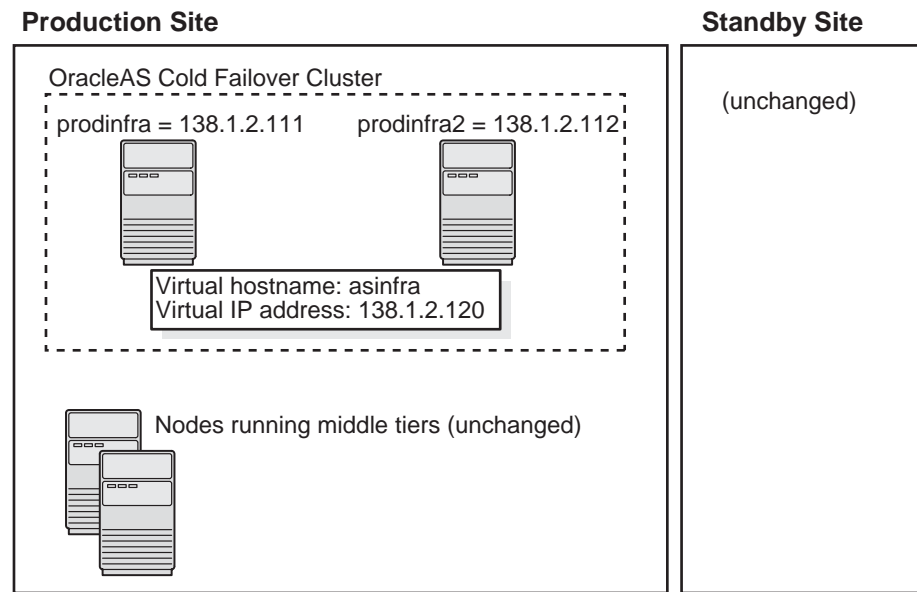 Production Site
Standby Site
OracleAS Cold Failover Cluster
prodinfra = 138.1.2.111
prodinfra2 = 138.1.2.112
Virtual hostname: asinfra
Virtual IP address: 138.1.2.120
Nodes running middle tiers (unchanged)
(unchanged)